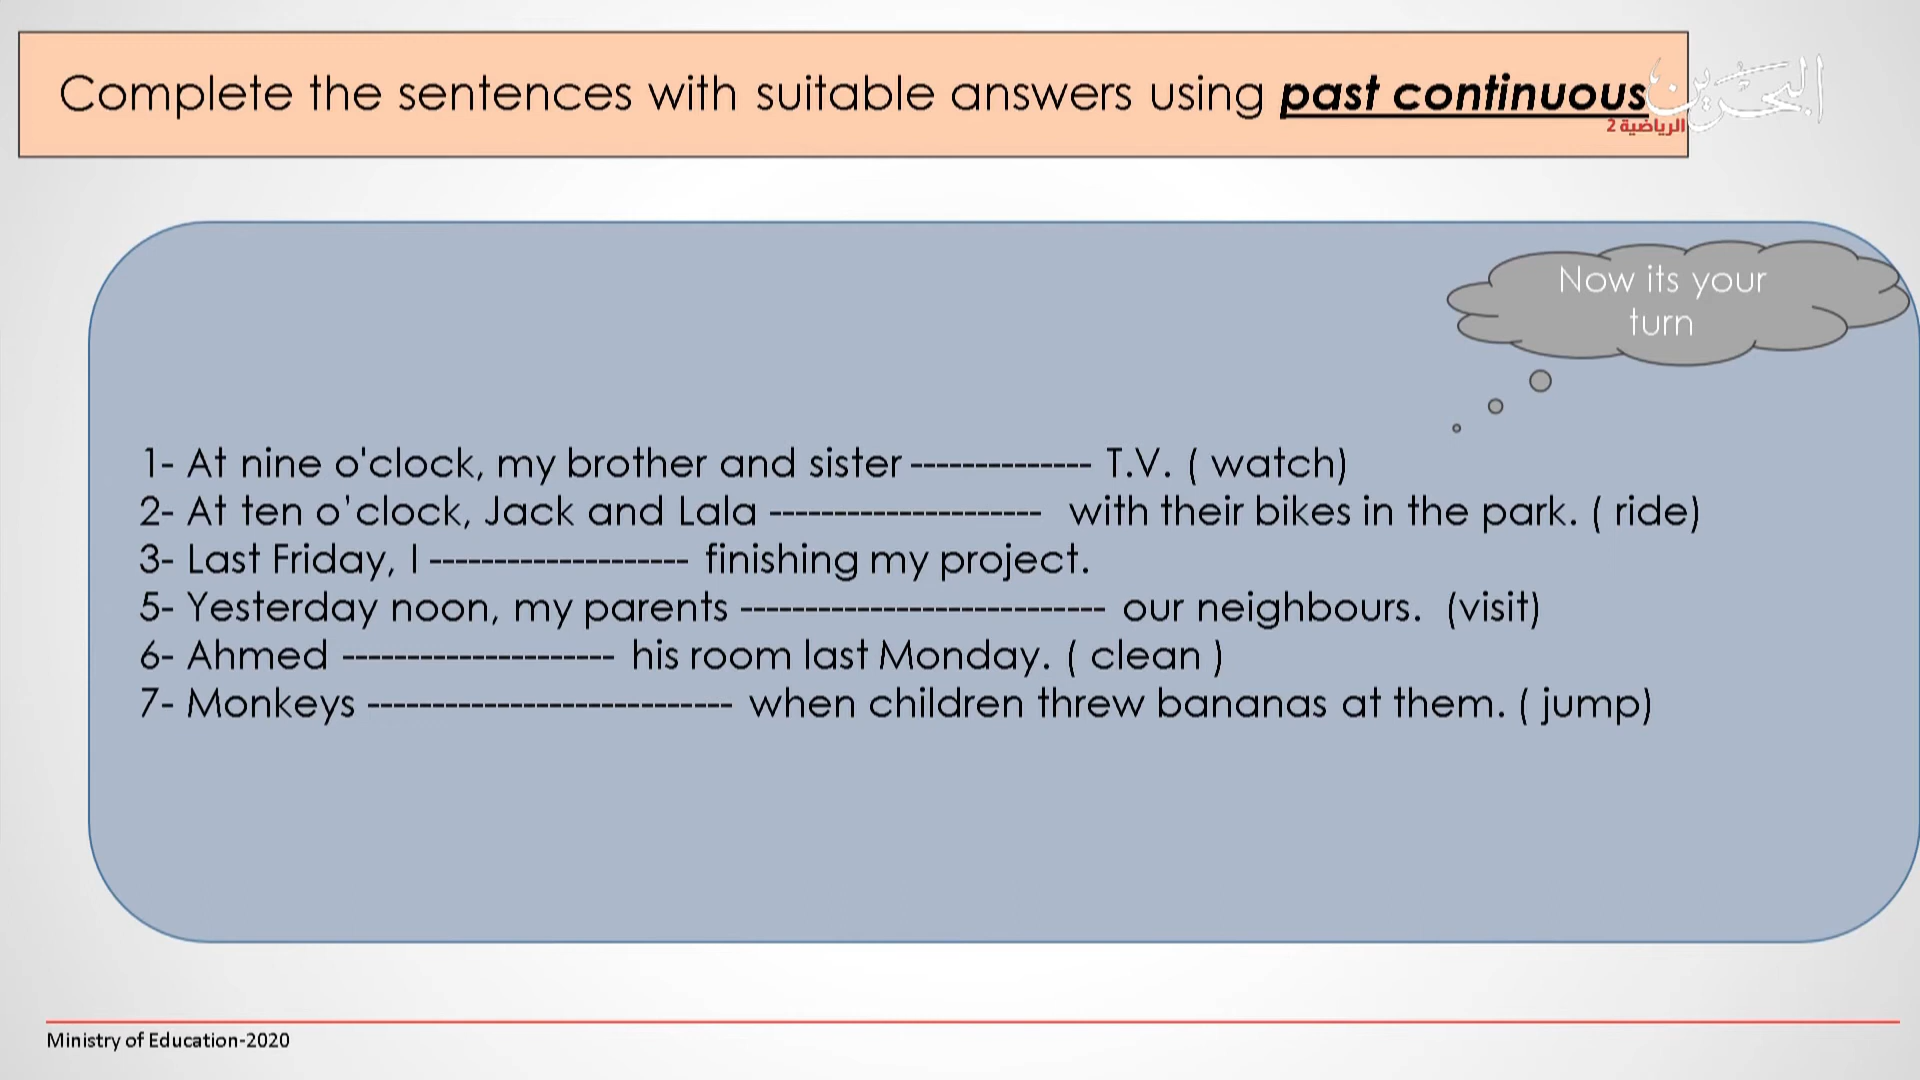 Complete the sentences with suitable answers using past continuous
البحرين
الرياضية 2
Now its your
turn
1- At nine o'clock, my brother and sister -------------- T.V. ( watch)
2- At ten o'clock, Jack and Lala --------------------- with their bikes in the park. ( ride)
3- Last Friday, I -------------------- finishing my project.
5- Yesterday noon, my parents ---------------------------- our neighbours. (visit)
6- Ahmed --------------------- his room last Monday. ( clean )
7- Monkeys ---------------------------- when children threw bananas at them. ( jump)
Ministry of Education-2020